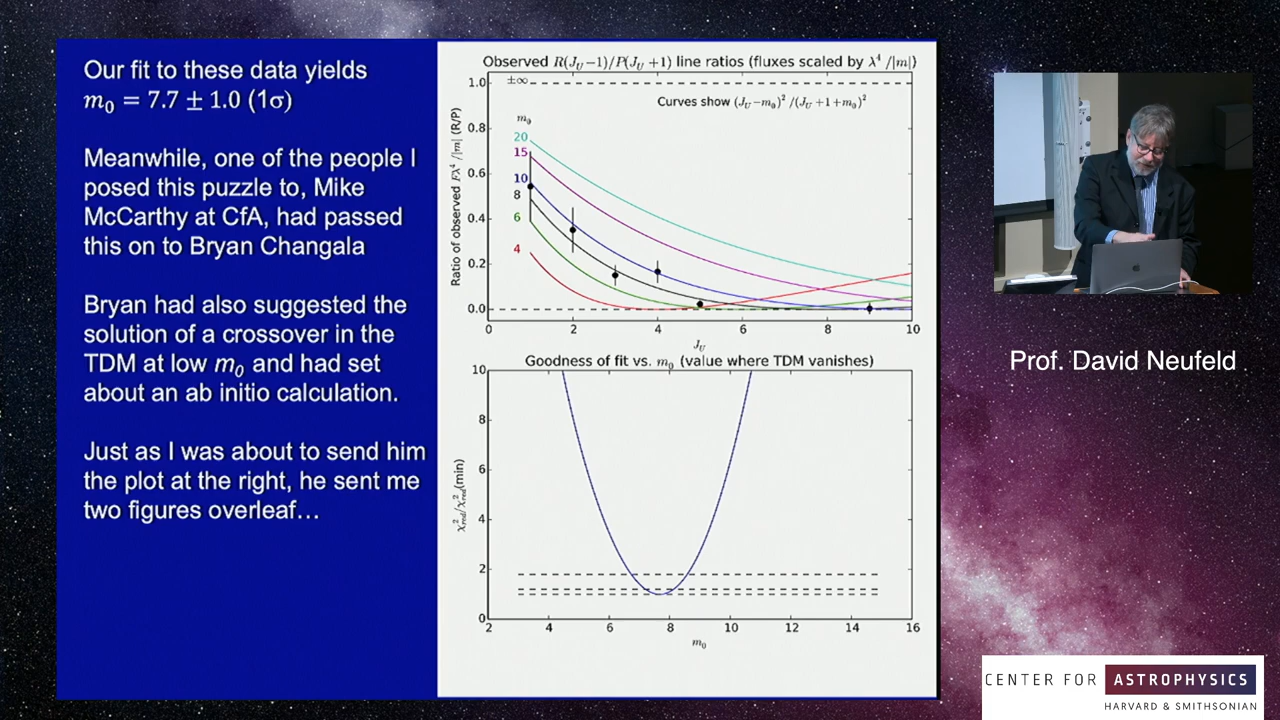 Our fit to these data yields
m₀ = 7.7 ± 1.0 (1σ)
Meanwhile, one of the people I
posed this puzzle to, Mike
McCarthy at CfA, had passed
this on to Bryan Changala
Bryan had also suggested the
solution of a crossover in the
TDM at low m₀ and had set
about an ab initio calculation.
Just as I was about to send him
the plot at the right, he sent me
two figures overleaf…
Observed R(J_U−1)/P(J_U+1) line ratios (fluxes scaled by λ⁴/|m|)
Curves show (J_U−m₀)²/(J_U+1+m₀)²
±∞
m₀
20
15
10
8
6
4
Ratio of observed Fλ⁴/|m| (R/P)
1.0
0.8
0.6
0.4
0.2
0.0
0 2 4 6 8 10
J_U
Goodness of fit vs. m₀ (value where TDM vanishes)
χ²_red/χ²_red(min)
10
8
6
4
2
0
2 4 6 8 10 12 14 16
m₀
Prof. David Neufeld
CENTER FOR ASTROPHYSICS
HARVARD & SMITHSONIAN